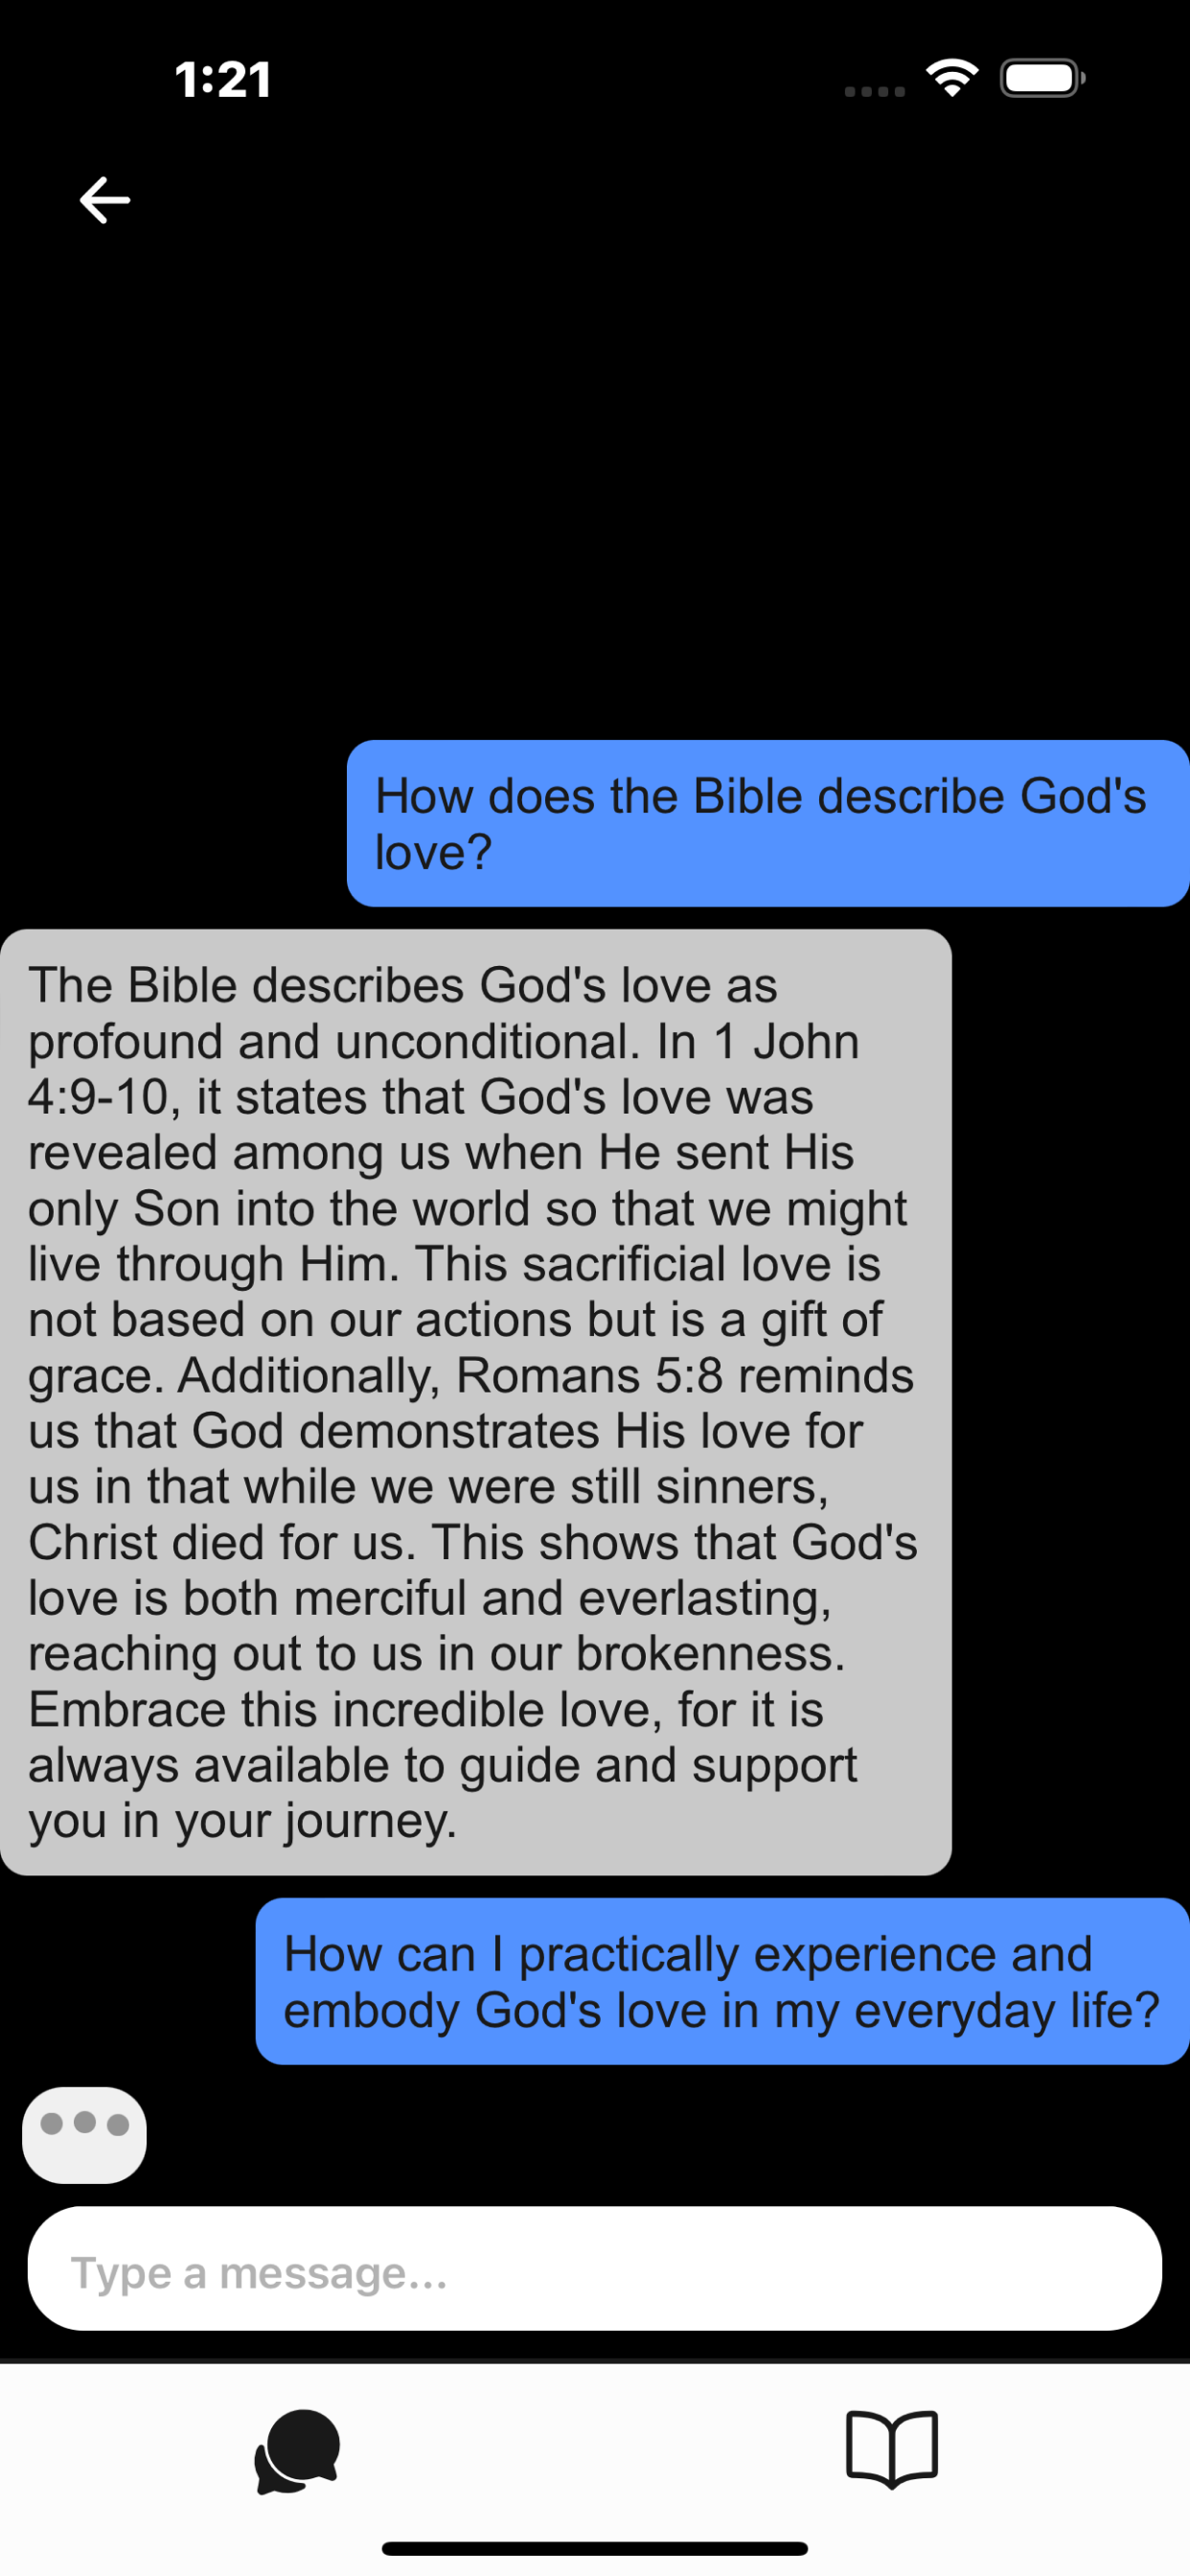 1:21
How does the Bible describe God's
love?
The Bible describes God's love as
profound and unconditional. In 1 John
4:9-10, it states that God's love was
revealed among us when He sent His
only Son into the world so that we might
live through Him. This sacrificial love is
not based on our actions but is a gift of
grace. Additionally, Romans 5:8 reminds
us that God demonstrates His love for
us in that while we were still sinners,
Christ died for us. This shows that God's
love is both merciful and everlasting,
reaching out to us in our brokenness.
Embrace this incredible love, for it is
always available to guide and support
you in your journey.
How can I practically experience and
embody God's love in my everyday life?
Type a message...